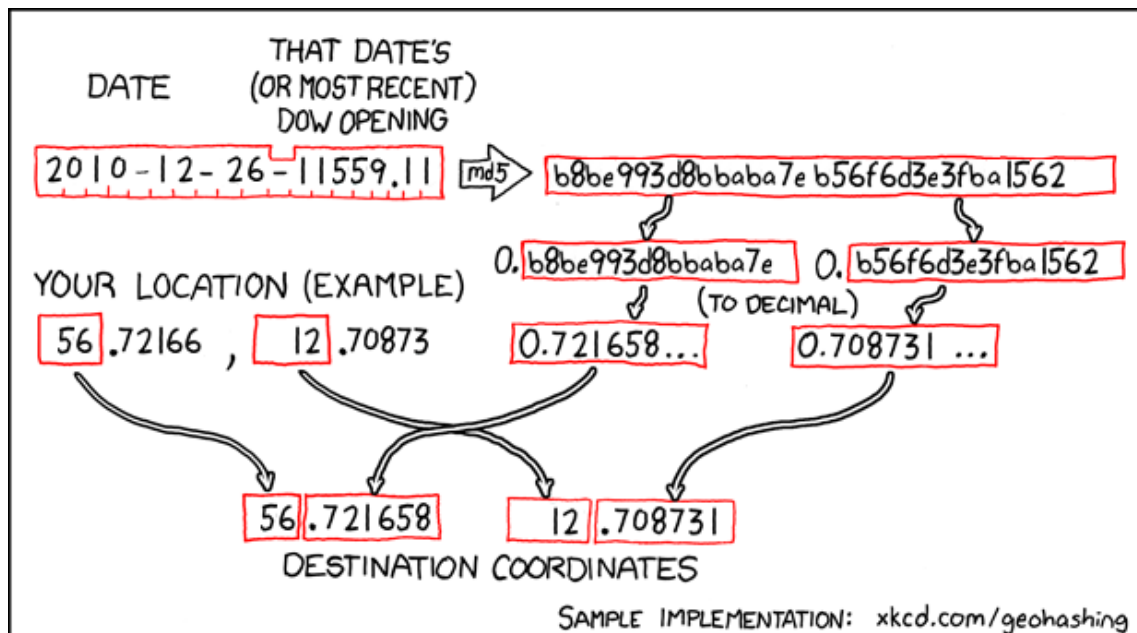 DATE
THAT DATE'S
(OR MOST RECENT)
DOW OPENING
2010-12-26-11559.11
md5
b8be993d8bbaba7eb56f6d3e3fba1562
0.b8be993d8bbaba7e
0.b56f6d3e3fba1562
(TO DECIMAL)
YOUR LOCATION (EXAMPLE)
56.72166, 12.70873
0.721658...
0.708731...
56.721658
12.708731
DESTINATION COORDINATES
SAMPLE IMPLEMENTATION: xkcd.com/geohashing